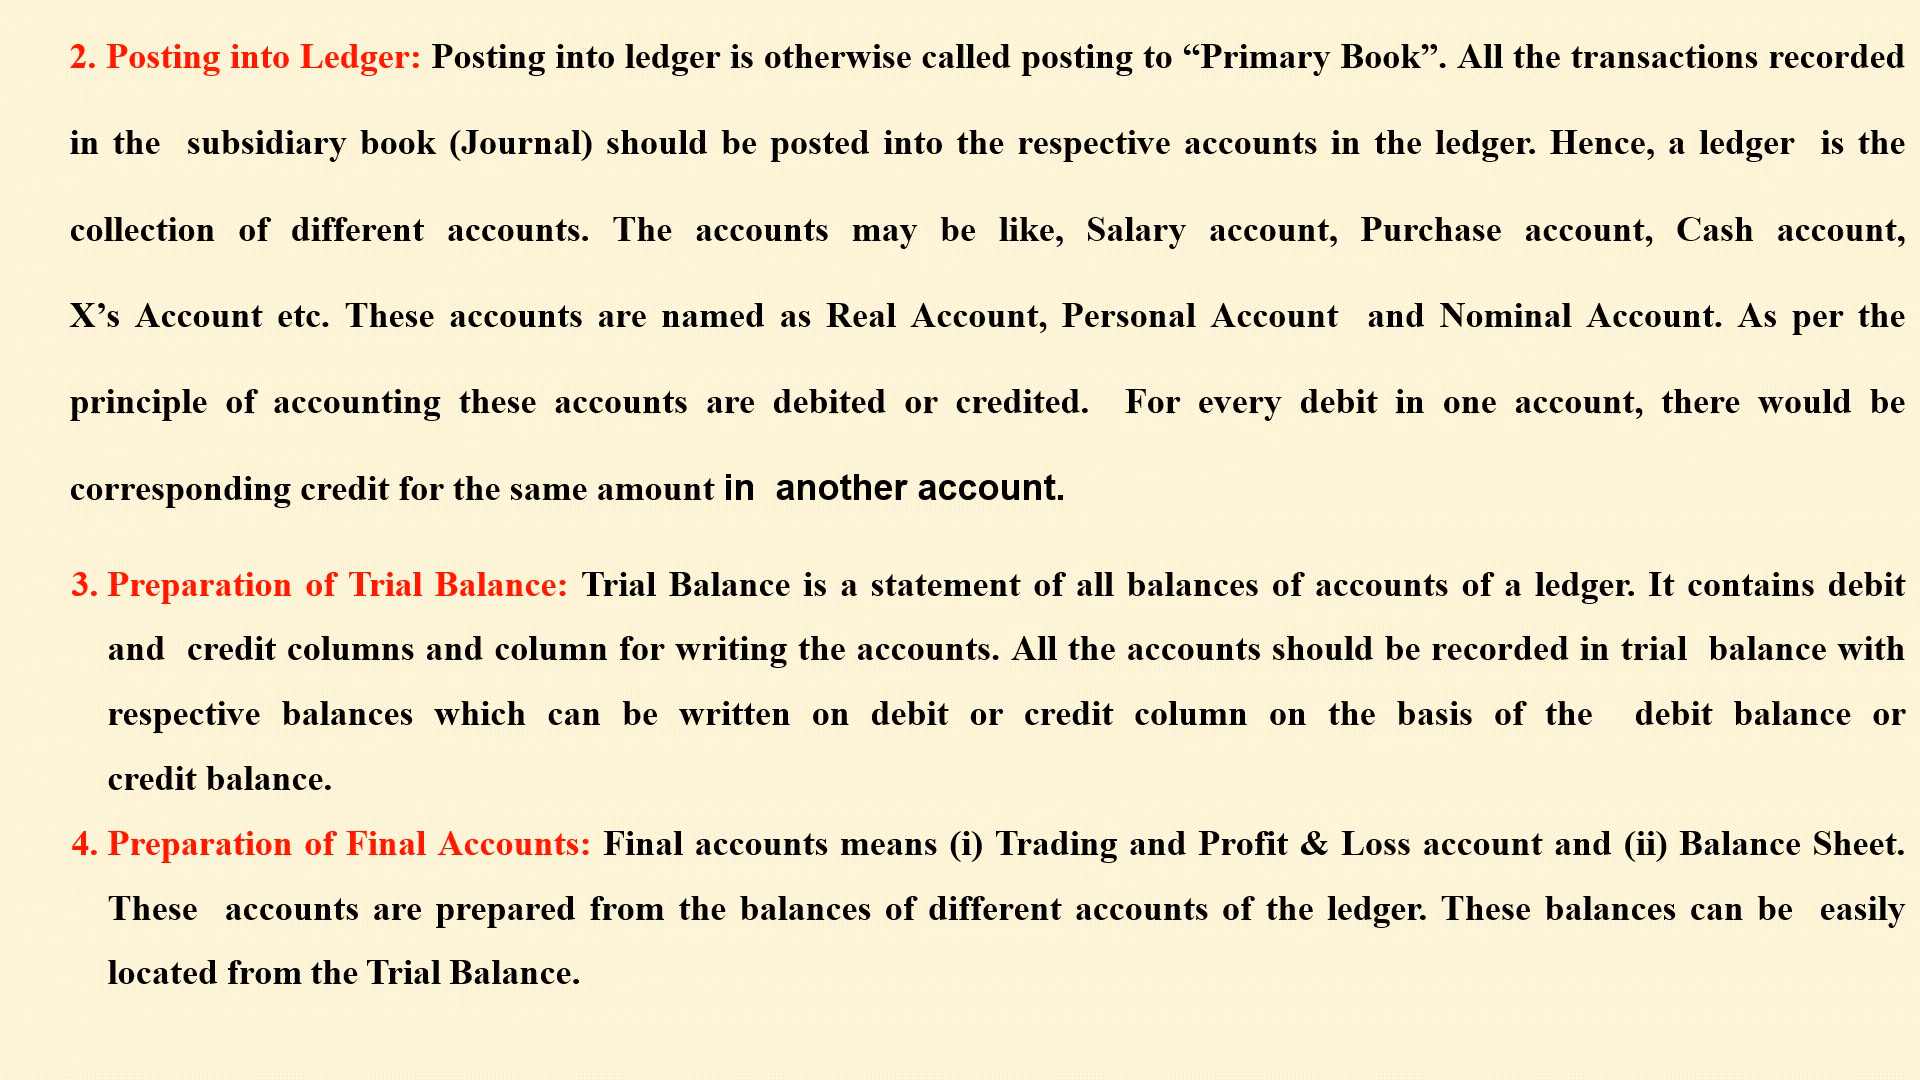 2. Posting into Ledger: Posting into ledger is otherwise called posting to “Primary Book”. All the transactions recorded
in the subsidiary book (Journal) should be posted into the respective accounts in the ledger. Hence, a ledger is the
collection of different accounts. The accounts may be like, Salary account, Purchase account, Cash account,
X’s Account etc. These accounts are named as Real Account, Personal Account and Nominal Account. As per the
principle of accounting these accounts are debited or credited. For every debit in one account, there would be
corresponding credit for the same amount in another account.
3. Preparation of Trial Balance: Trial Balance is a statement of all balances of accounts of a ledger. It contains debit
and credit columns and column for writing the accounts. All the accounts should be recorded in trial balance with
respective balances which can be written on debit or credit column on the basis of the debit balance or
credit balance.
4. Preparation of Final Accounts: Final accounts means (i) Trading and Profit & Loss account and (ii) Balance Sheet.
These accounts are prepared from the balances of different accounts of the ledger. These balances can be easily
located from the Trial Balance.